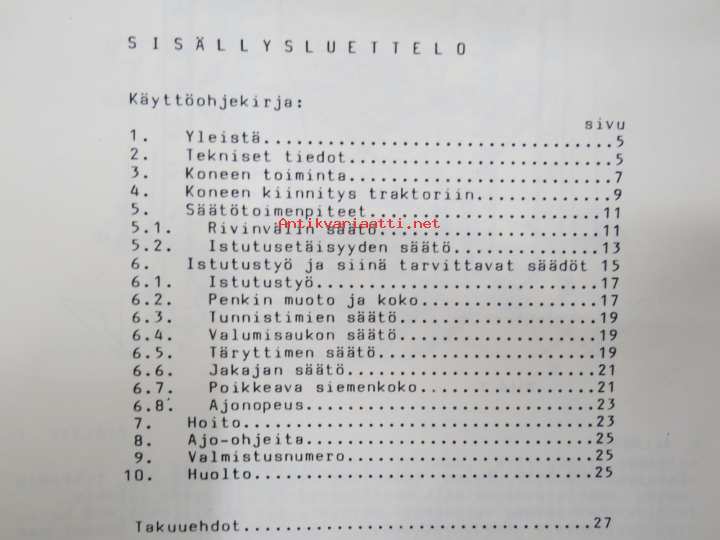 SISÄLLYSLUETTELO
Käyttöohjekirja:
sivu
1. Yleistä...................................5
2. Tekniset tiedot...........................5
3. Koneen toiminta...........................7
4. Koneen kiinnitys traktoriin...............9
5. Säätötoimenpiteet........................11
Antikvariaatti.net
5.1. Rivinvälin säätö.......................11
5.2. Istutusetäisyyden säätö................13
6. Istutustyö ja siinä tarvittavat säädöt 15
6.1. Istutustyö.............................17
6.2. Penkin muoto ja koko...................17
6.3. Tunnistimien säätö.....................19
6.4. Valumisaukon säätö.....................19
6.5. Täryttimen säätö.......................19
6.6. Jakajan säätö..........................21
6.7. Poikkeava siemenkoko...................21
6.8. Ajonopeus..............................23
7. Hoito....................................23
8. Ajo-ohjeita..............................25
9. Valmistusnumero..........................25
10. Huolto..................................25
Takuuehdot..................................27